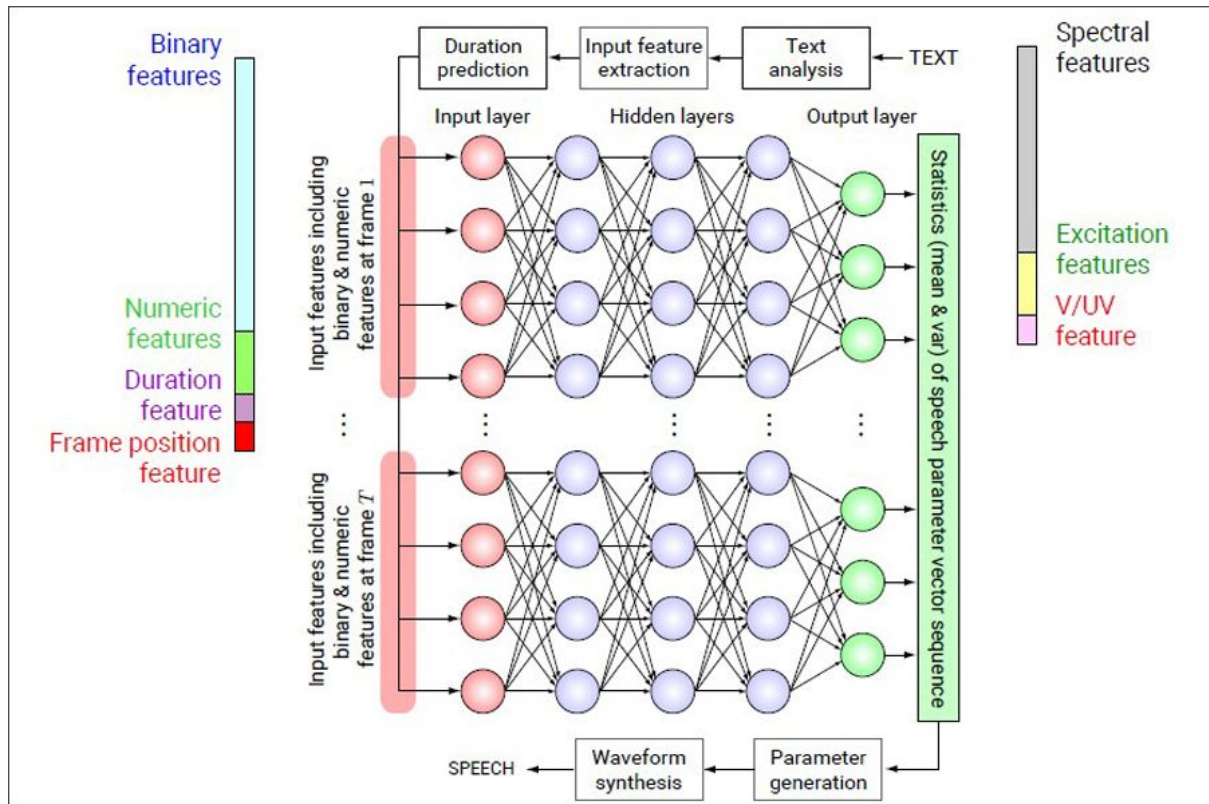 Binary
features
Numeric
features
Duration
feature
Frame position
feature
Duration
prediction
Input feature
extraction
Text
analysis
TEXT
Input layer
Hidden layers
Output layer
Input features including
binary & numeric
features at frame 1
...
...
...
...
...
Input features including
binary & numeric
features at frame T
Statistics (mean & var) of speech parameter vector sequence
SPEECH
Waveform
synthesis
Parameter
generation
Spectral
features
Excitation
features
V/UV
feature